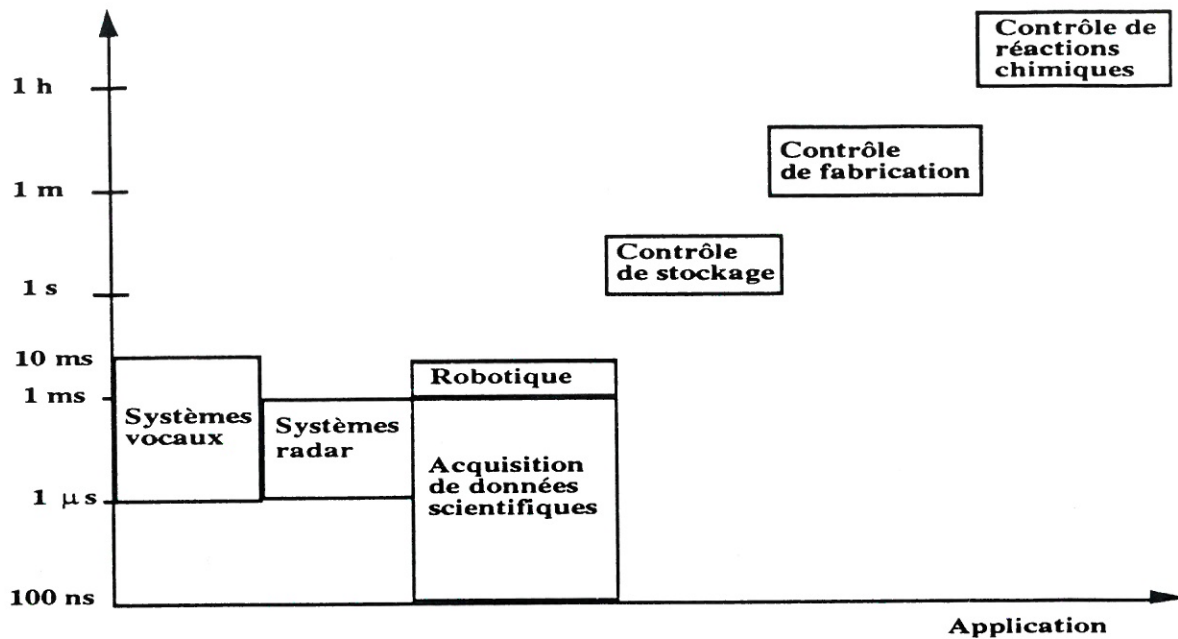 Contrôle de
réactions
chimiques
1 h
Contrôle
de fabrication
1 m
Contrôle
de stockage
1 s
10 ms
Robotique
1 ms
Systèmes
vocaux
Systèmes
radar
Acquisition
de données
scientifiques
1 μs
100 ns
Application